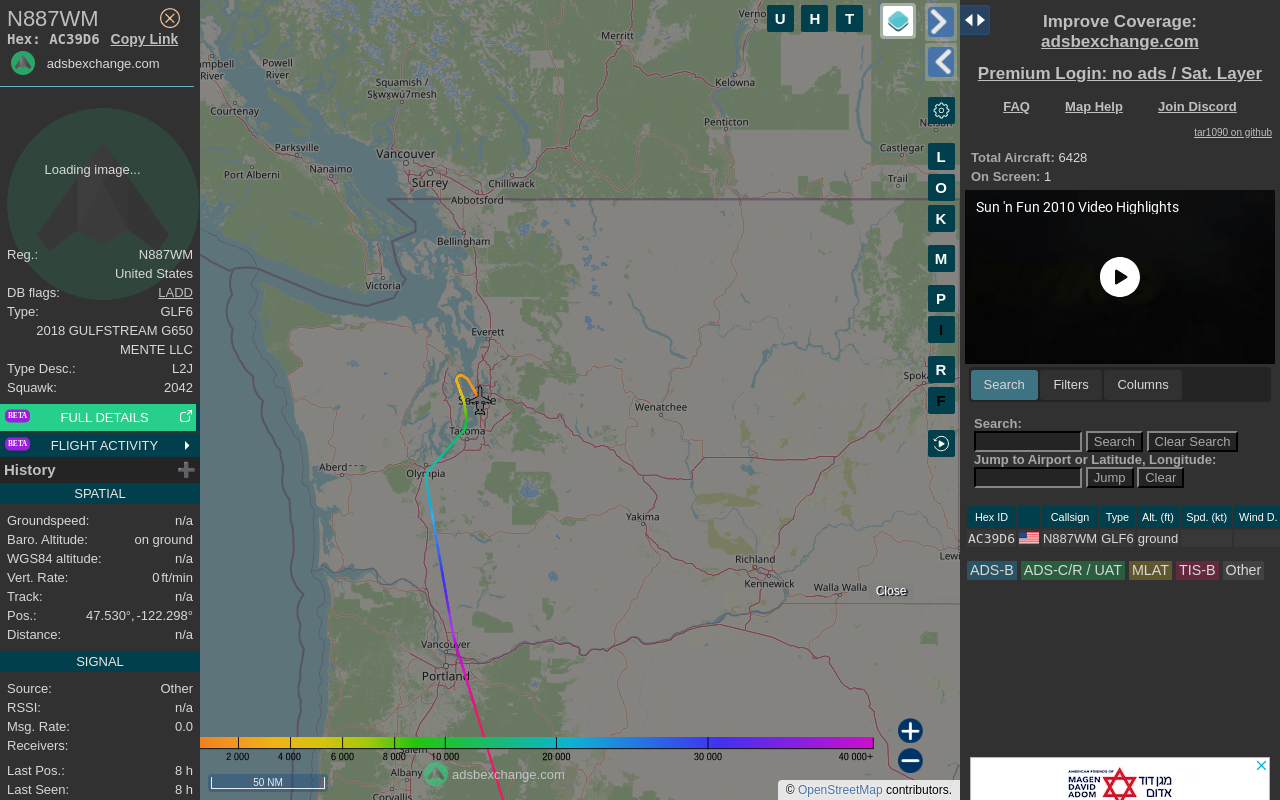 N887WM
Hex: AC39D6 Copy Link
adsbexchange.com
Loading image...
Reg.: N887WM
United States
DB flags: LADD
Type: GLF6
2018 GULFSTREAM G650
MENTE LLC
Type Desc.: L2J
Squawk: 2042
BETA FULL DETAILS
BETA FLIGHT ACTIVITY
History
SPATIAL
Groundspeed: n/a
Baro. Altitude: on ground
WGS84 altitude: n/a
Vert. Rate: 0 ft/min
Track: n/a
Pos.: 47.530°, -122.298°
Distance: n/a
SIGNAL
Source: Other
RSSI: n/a
Msg. Rate: 0.0
Receivers:
Last Pos.: 8 h
Last Seen: 8 h
U H T
Merritt
Powell
River
River
Squamish /
Sḵwx̱wú7mesh
Kelowna
Courtenay
Penticton
Parksville
Vancouver
Nanaimo
Port Alberni
Surrey
Chilliwack
Castlegar
Trail
Abbotsford
Bellingham
Victoria
Everett
Wenatchee
Tacoma
Olympia
Yakima
Richland
Kennewick
Walla Walla
Close
Vancouver
Portland
Albany
Corvallis
L
O
K
M
P
I
R
F
2 000 4 000 6 000 8 000 10 000 20 000 30 000 40 000+
50 NM
adsbexchange.com
© OpenStreetMap contributors.
Improve Coverage:
adsbexchange.com
Premium Login: no ads / Sat. Layer
FAQ Map Help Join Discord
tar1090 on github
Total Aircraft: 6428
On Screen: 1
Sun 'n Fun 2010 Video Highlights
Search Filters Columns
Search:
Search Clear Search
Jump to Airport or Latitude, Longitude:
Jump Clear
Hex ID Callsign Type Alt. (ft) Spd. (kt) Wind D.
AC39D6 N887WM GLF6 ground
ADS-B ADS-C/R / UAT MLAT TIS-B Other
AMERICAN FRIENDS OF
MAGEN
DAVID
ADOM
מגן דוד
אדום